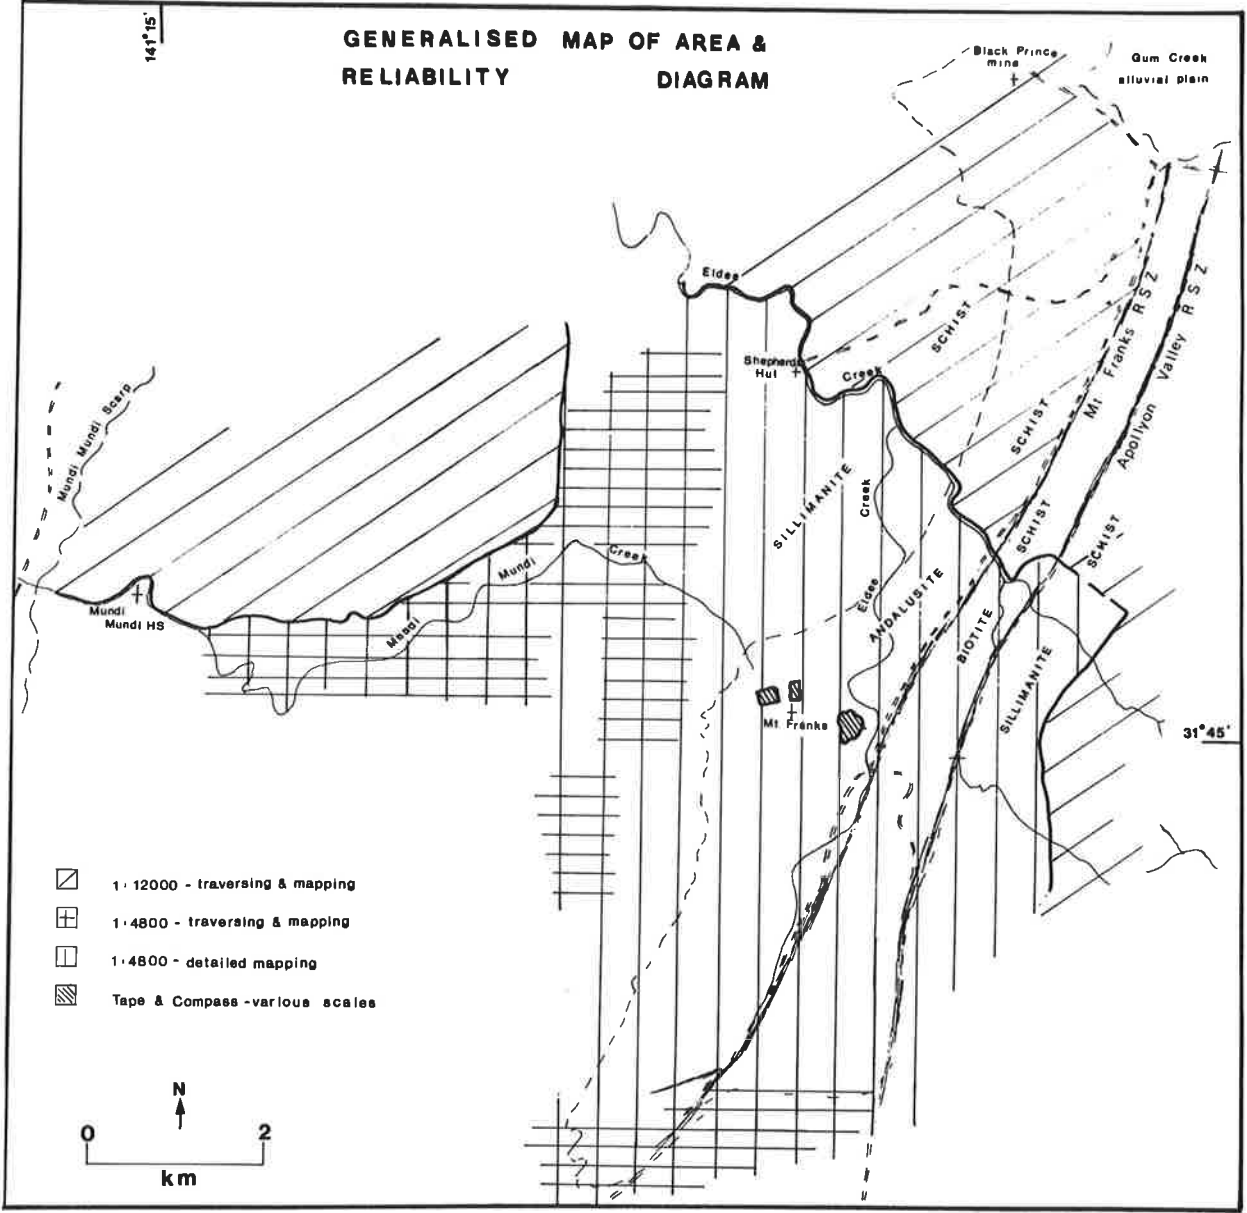 141°15'
GENERALISED MAP OF AREA &
RELIABILITY DIAGRAM
Black Prince
mine
Gum Creek
alluvial plain
Eldee
Shepherds
Hut
Creek
SCHIST
Mt Franks RSZ
Apollyon Valley RSZ
Mundi Mundi Scarp
SCHIST
SILLIMANITE
Creek
Eldee
SCHIST
SCHIST
ANDALUSITE
BIOTITE
SILLIMANITE
Mundi
Mundi HS
Mundi
Mundi
Creek
Mt. Franks
31°45'
1:12000 - traversing & mapping
1:4800 - traversing & mapping
1:4800 - detailed mapping
Tape & Compass - various scales
N
0 2
km